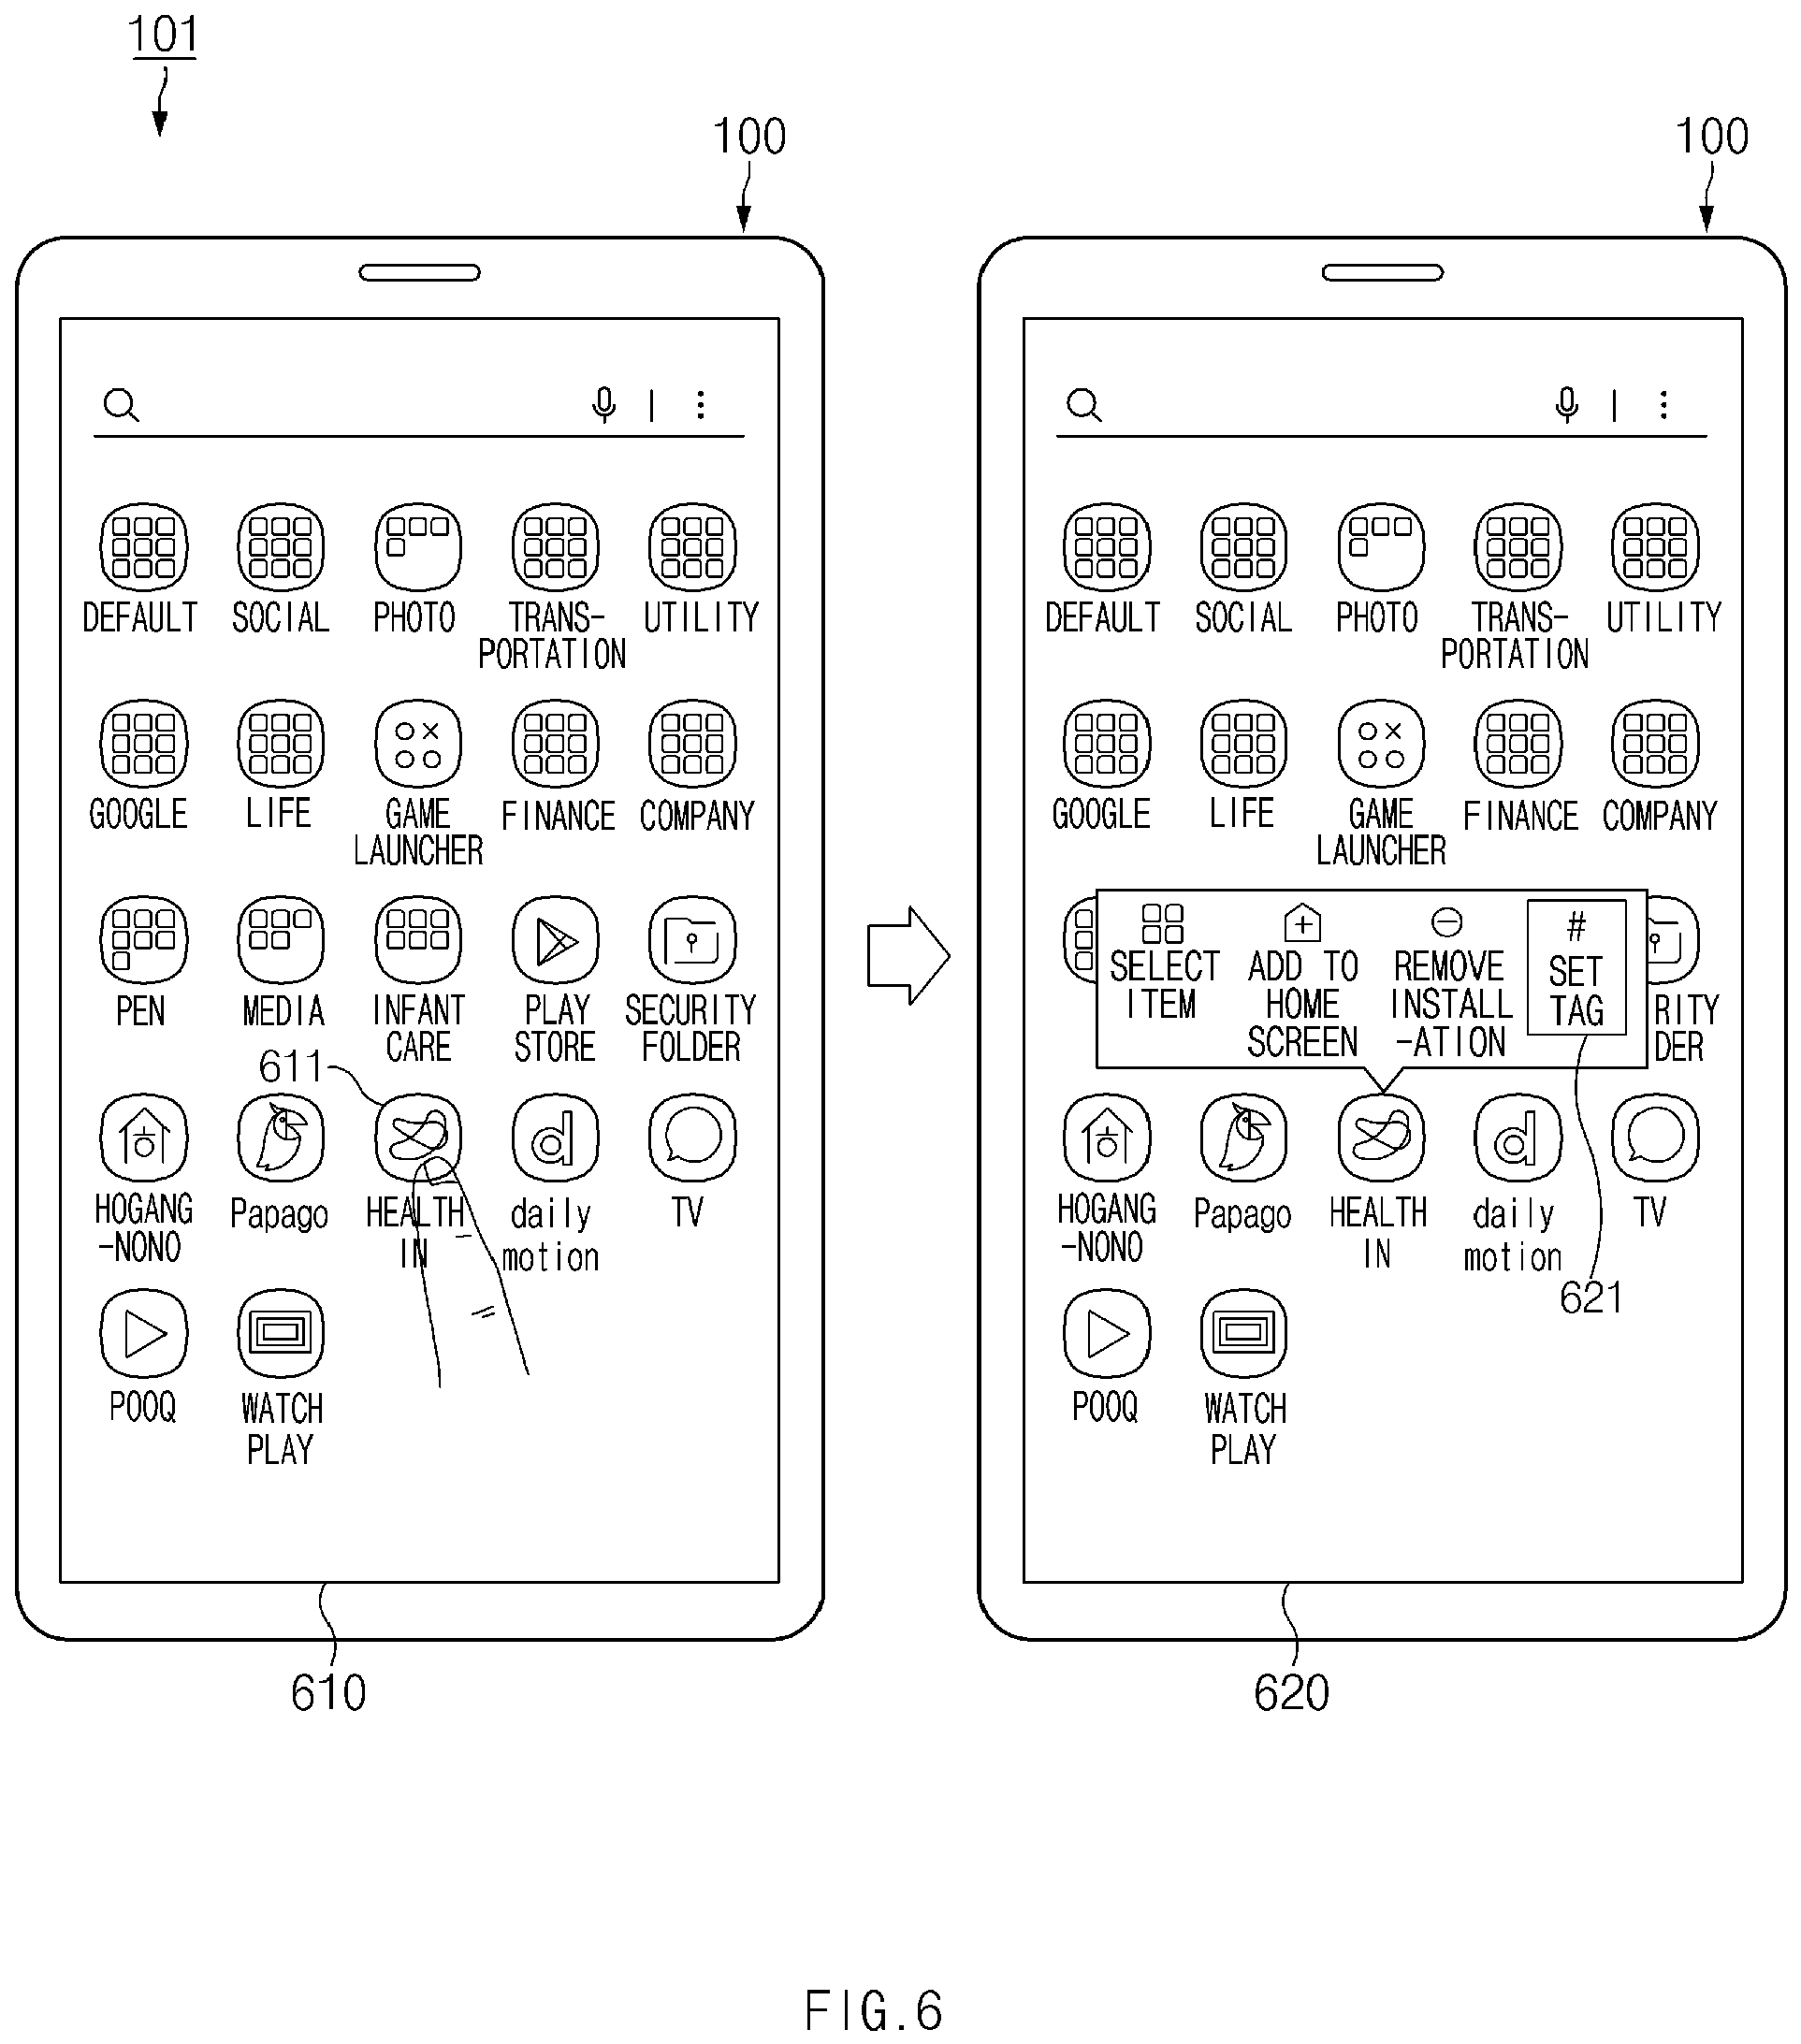 101
100
100
DEFAULT SOCIAL PHOTO TRANS- UTILITY
PORTATION
GOOGLE LIFE GAME FINANCE COMPANY
LAUNCHER
PEN MEDIA INFANT PLAY SECURITY
CARE STORE FOLDER
611
HOGANG Papago HEALTH daily TV
-NONO IN motion
POOQ WATCH
PLAY
610
DEFAULT SOCIAL PHOTO TRANS- UTILITY
PORTATION
GOOGLE LIFE GAME FINANCE COMPANY
LAUNCHER
SELECT ADD TO REMOVE #
ITEM HOME INSTALL SET
SCREEN -ATION TAG
RITY
DER
HOGANG Papago HEALTH daily TV
-NONO IN motion
621
POOQ WATCH
PLAY
620
FIG.6